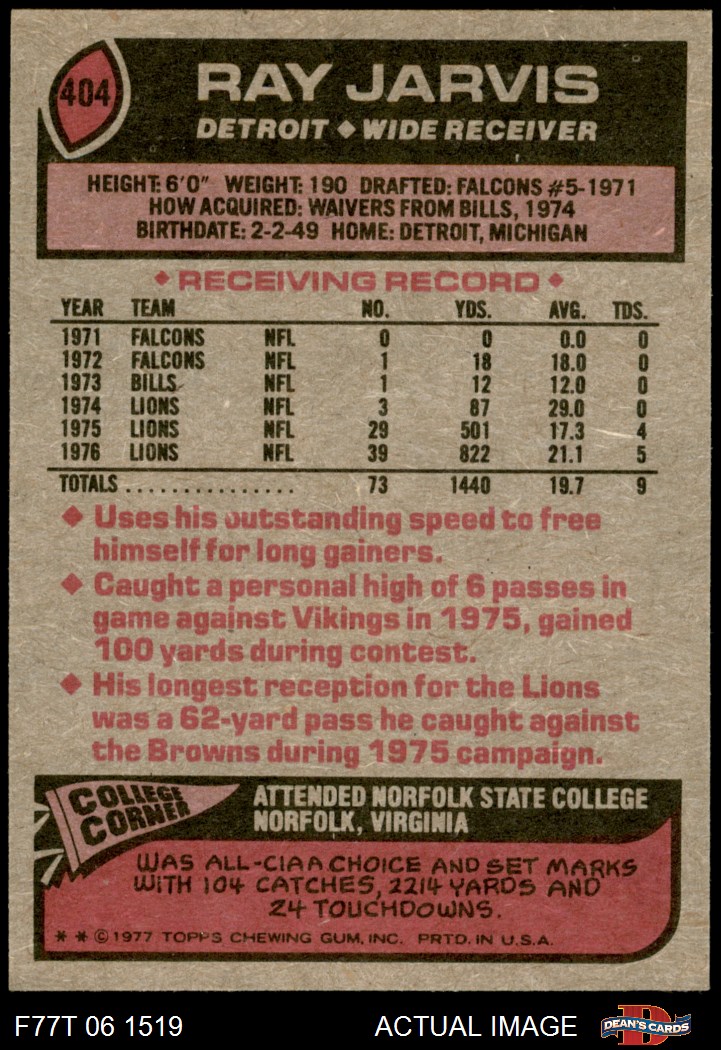 404
RAY JARVIS
DETROIT ◆ WIDE RECEIVER
HEIGHT: 6'0" WEIGHT: 190 DRAFTED: FALCONS #5-1971
HOW ACQUIRED: WAIVERS FROM BILLS, 1974
BIRTHDATE: 2-2-49 HOME: DETROIT, MICHIGAN
◆ RECEIVING RECORD ◆
YEAR TEAM NO. YDS. AVG. TDS.
1971 FALCONS NFL 0 0 0.0 0
1972 FALCONS NFL 1 18 18.0 0
1973 BILLS NFL 1 12 12.0 0
1974 LIONS NFL 3 87 29.0 0
1975 LIONS NFL 29 501 17.3 4
1976 LIONS NFL 39 822 21.1 5
TOTALS ................ 73 1440 19.7 9
◆ Uses his outstanding speed to free
himself for long gainers.
◆ Caught a personal high of 6 passes in
game against Vikings in 1975, gained
100 yards during contest.
◆ His longest reception for the Lions
was a 62-yard pass he caught against
the Browns during 1975 campaign.
COLLEGE
CORNER
ATTENDED NORFOLK STATE COLLEGE
NORFOLK, VIRGINIA
WAS ALL-CIAA CHOICE AND SET MARKS
WITH 104 CATCHES, 2214 YARDS AND
24 TOUCHDOWNS.
* * © 1977 TOPPS CHEWING GUM, INC. PRTD. IN U.S.A.
F77T 06 1519 ACTUAL IMAGE
D
DEAN'S CARDS